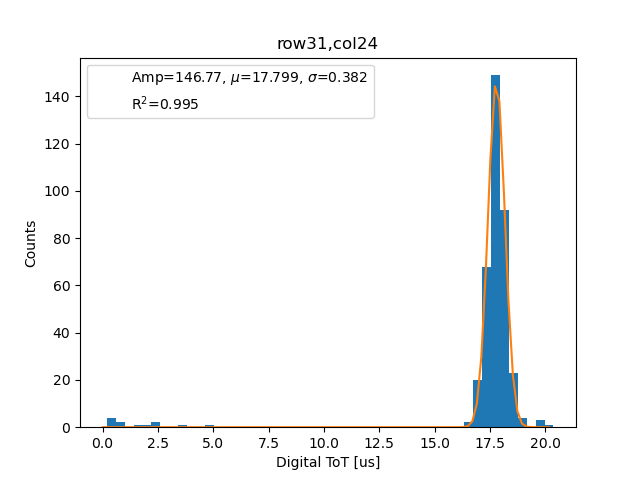 row31,col24
Amp=146.77, μ=17.799, σ=0.382
R²=0.995
Counts
140
120
100
80
60
40
20
0
0.0 2.5 5.0 7.5 10.0 12.5 15.0 17.5 20.0
Digital ToT [us]